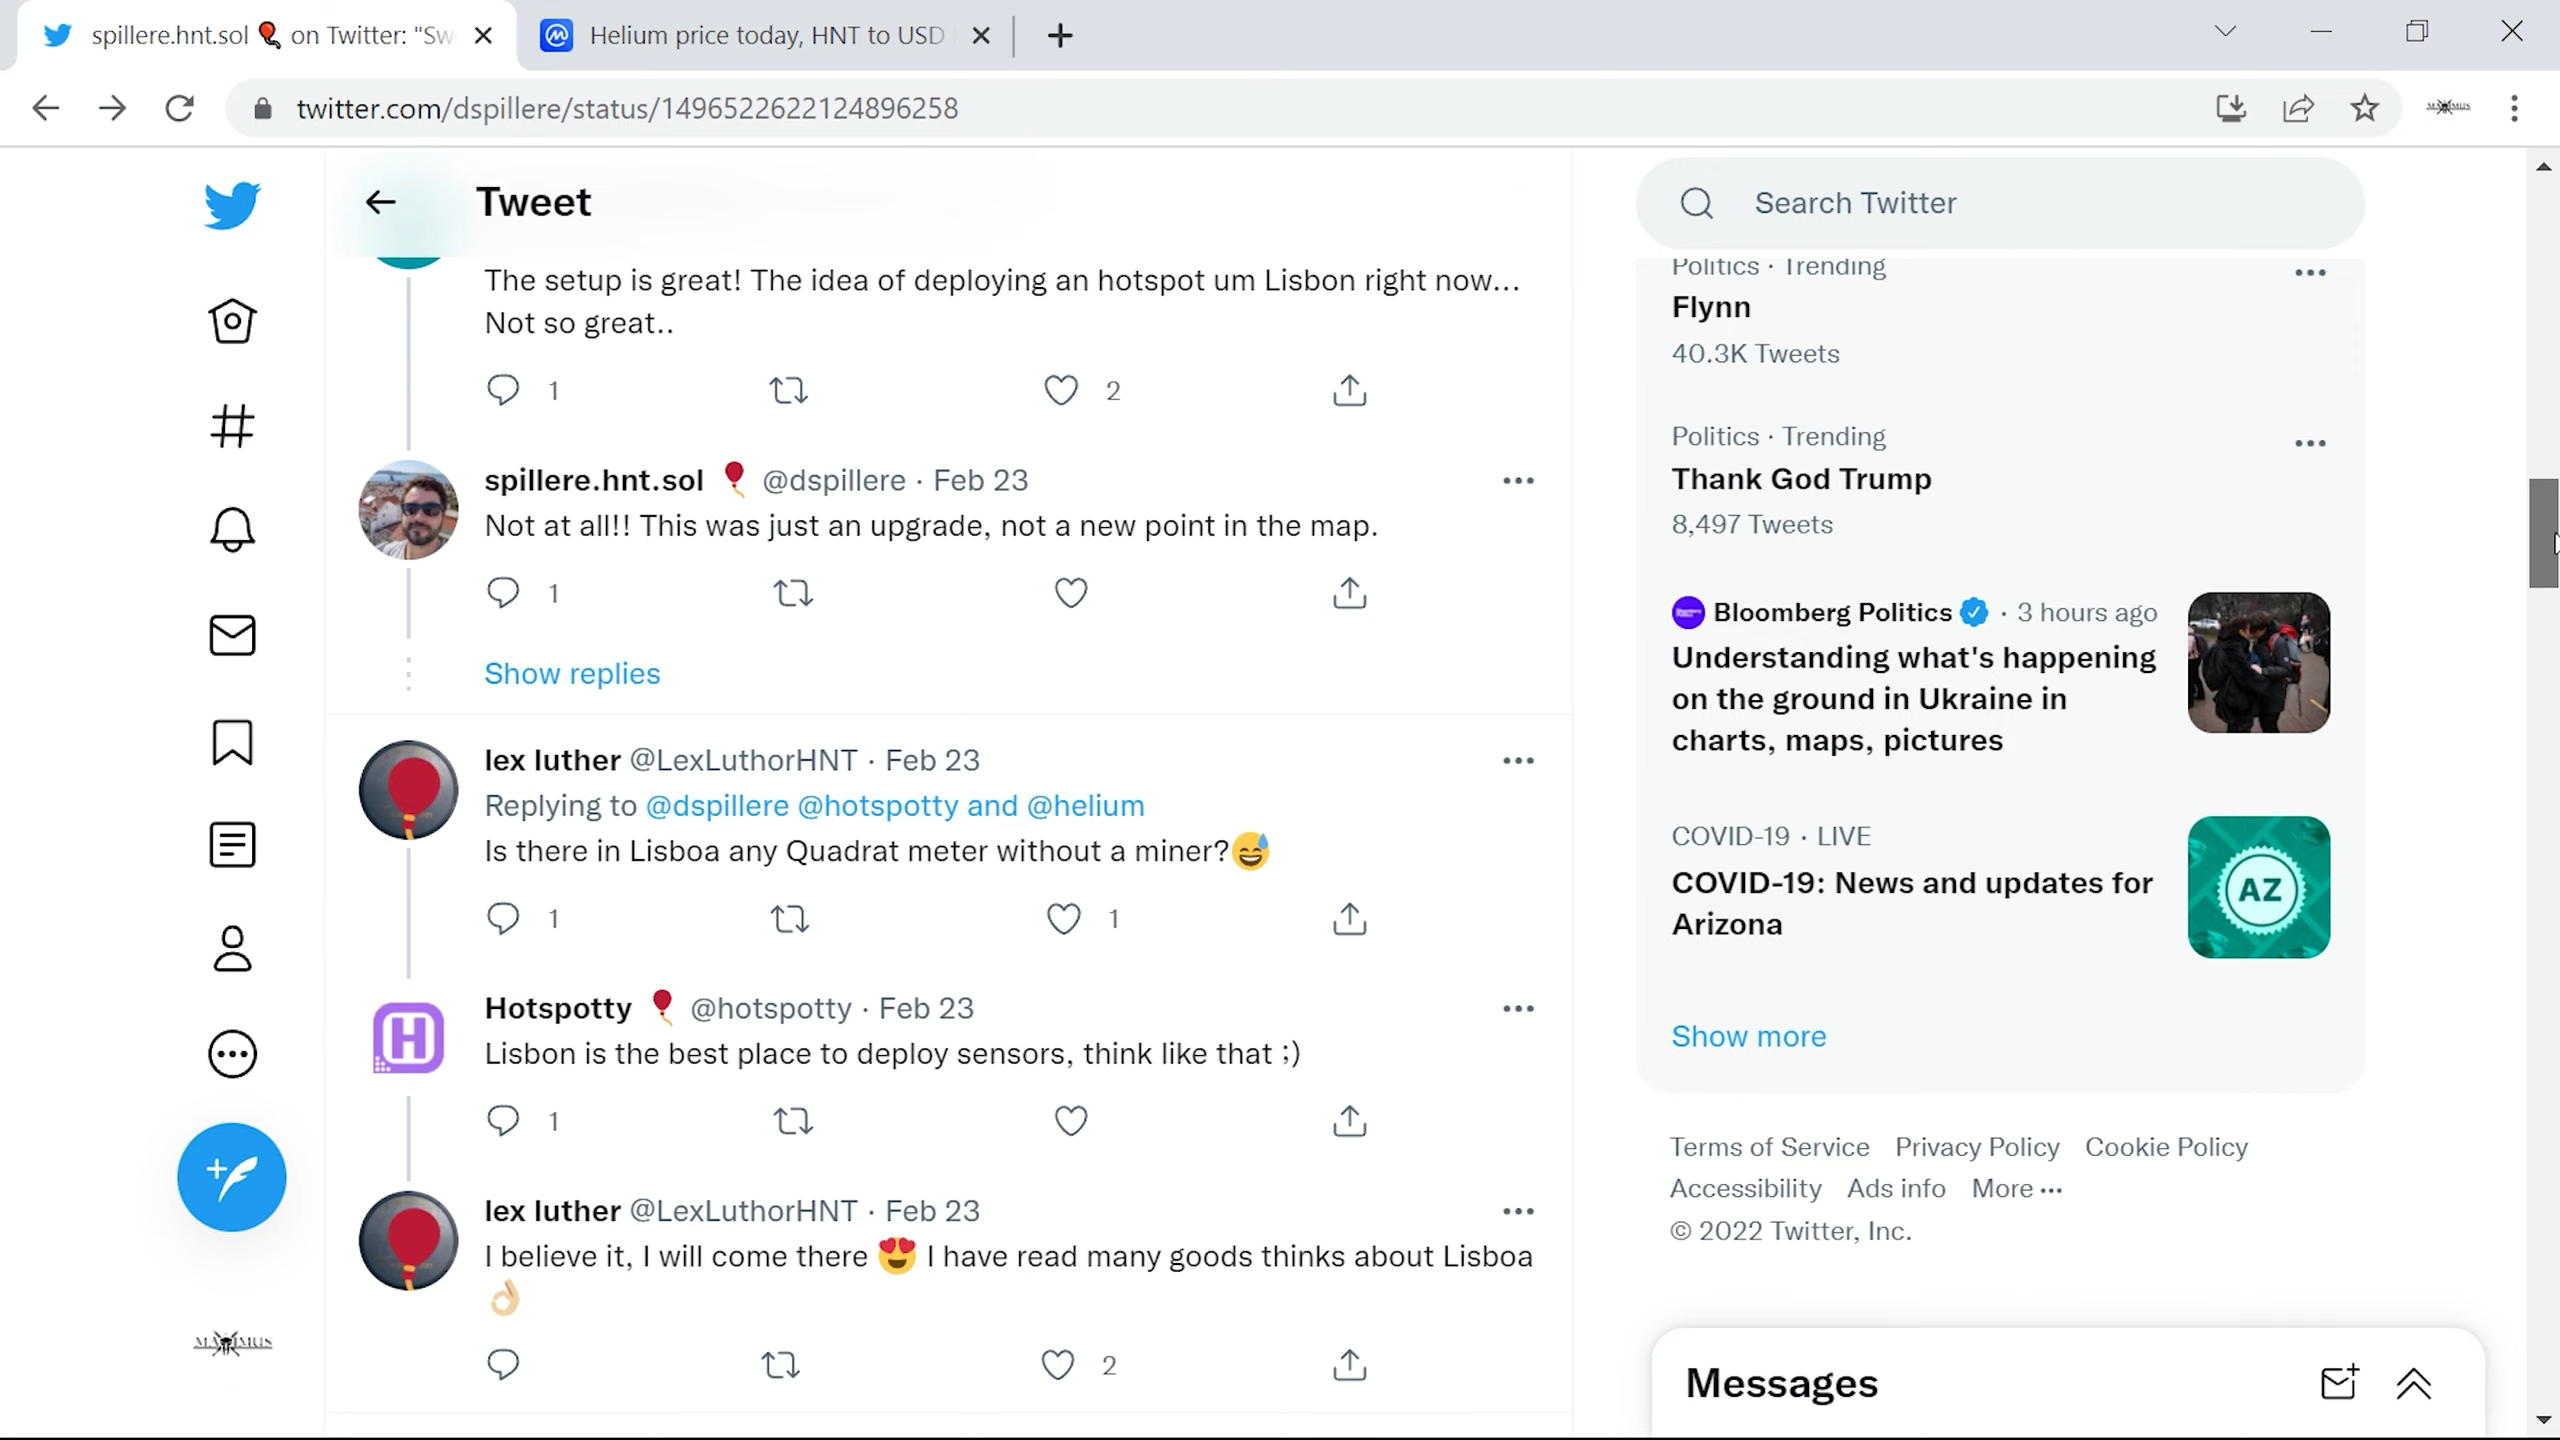 spillere.hnt.sol 🎈 on Twitter: "Sw
Helium price today, HNT to USD
twitter.com/dspillere/status/1496522622124896258
Tweet
Search Twitter
The setup is great! The idea of deploying an hotspot um Lisbon right now...
Not so great..
1
2
spillere.hnt.sol 🎈 @dspillere · Feb 23
Not at all!! This was just an upgrade, not a new point in the map.
1
Show replies
lex luther @LexLuthorHNT · Feb 23
Replying to @dspillere @hotspotty and @helium
Is there in Lisboa any Quadrat meter without a miner?😅
1
1
Hotspotty 🎈 @hotspotty · Feb 23
Lisbon is the best place to deploy sensors, think like that ;)
1
lex luther @LexLuthorHNT · Feb 23
I believe it, I will come there 😍 I have read many goods thinks about Lisboa
👌🏼
2
Politics · Trending
Flynn
40.3K Tweets
Politics · Trending
Thank God Trump
8,497 Tweets
Bloomberg Politics · 3 hours ago
Understanding what's happening
on the ground in Ukraine in
charts, maps, pictures
COVID-19 · LIVE
COVID-19: News and updates for
Arizona
AZ
Show more
Terms of Service Privacy Policy Cookie Policy
Accessibility Ads info More ···
© 2022 Twitter, Inc.
Messages
MAXIMUS